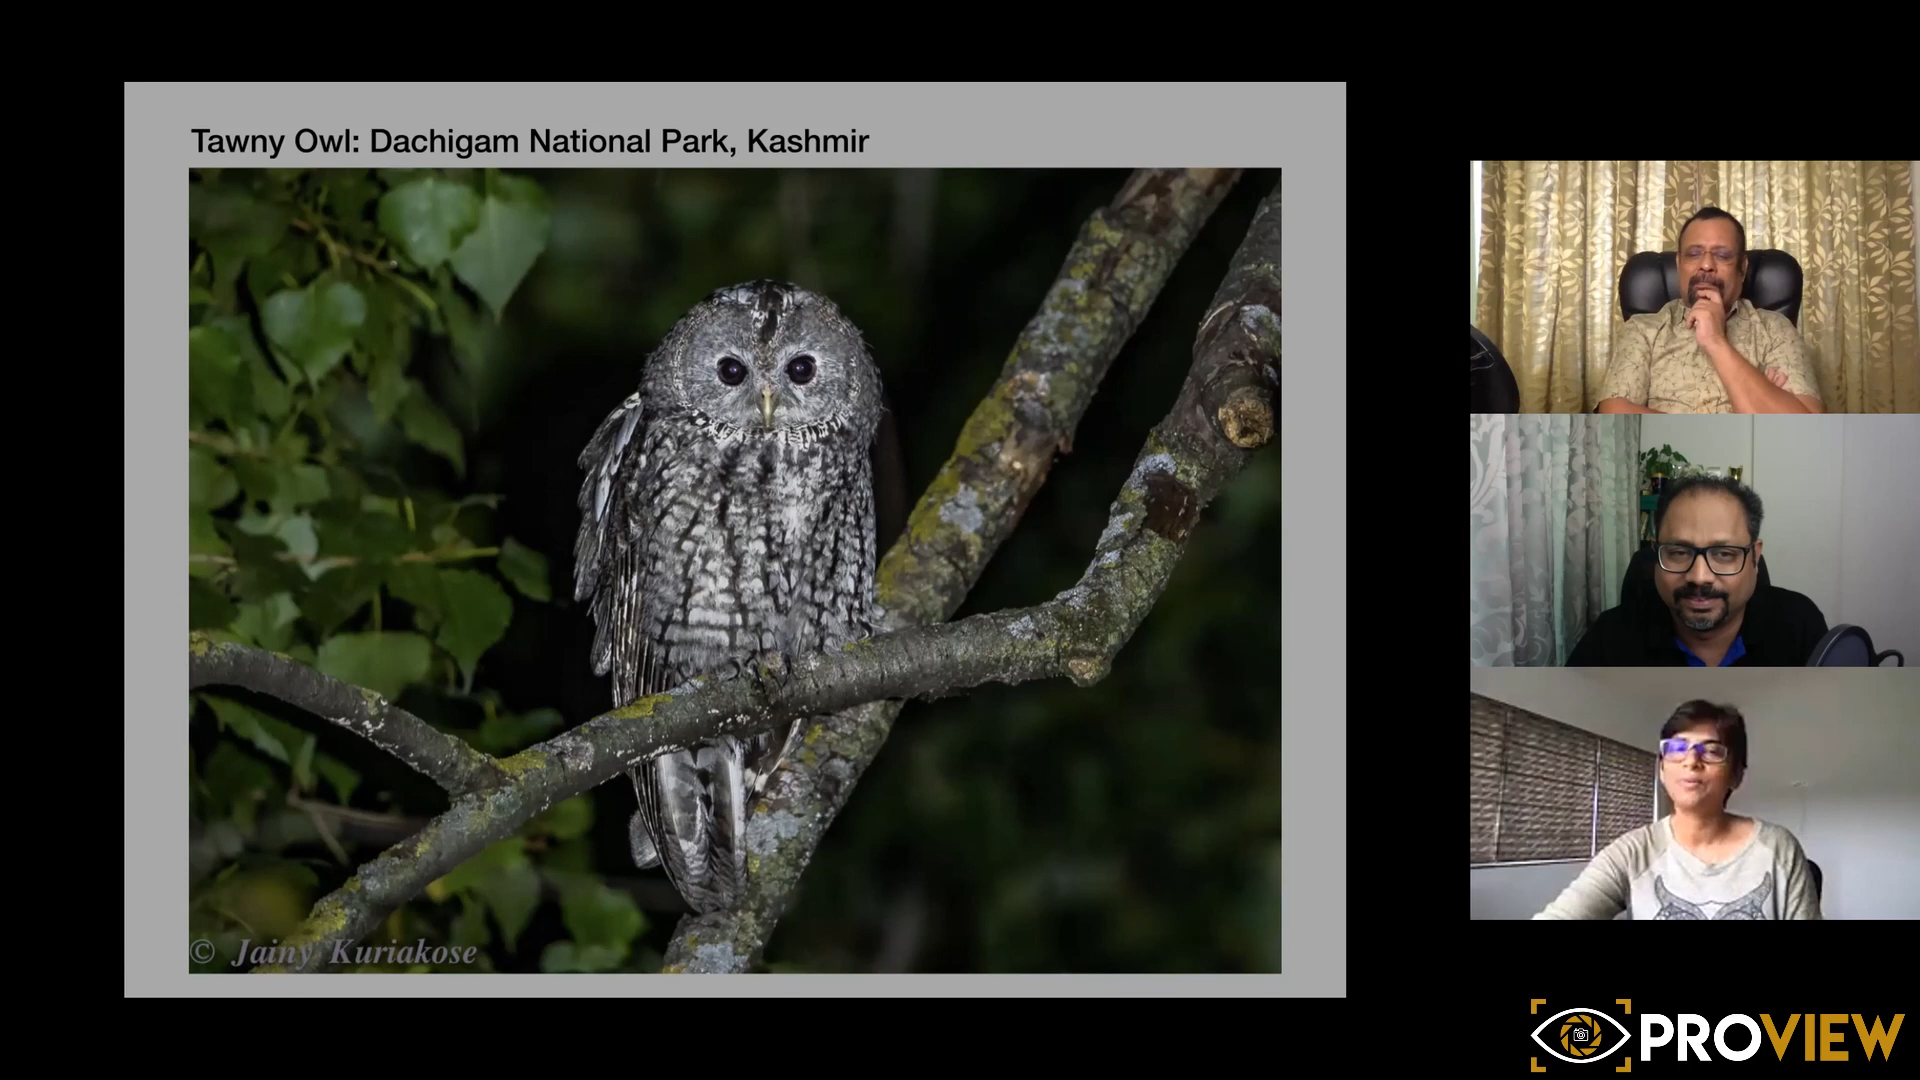 Tawny Owl: Dachigam National Park, Kashmir
© Jainy Kuriakose
PROVIEW